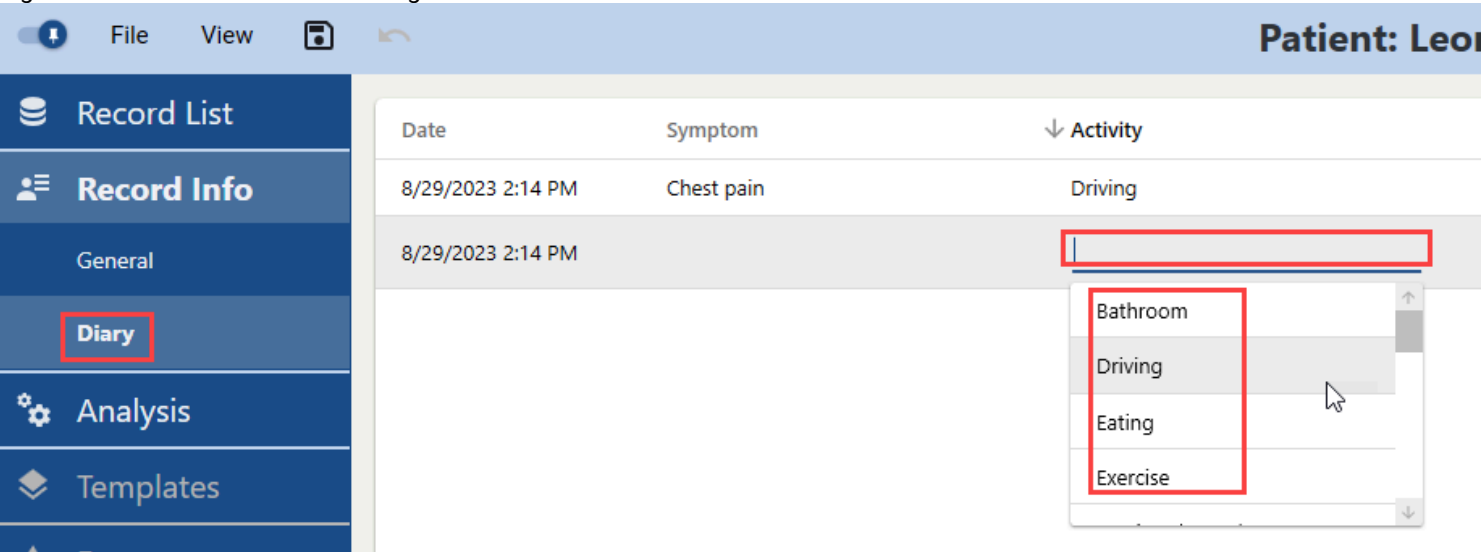 File View Patient: Leon
Record List
Date Symptom Activity
Record Info
8/29/2023 2:14 PM Chest pain Driving
General
8/29/2023 2:14 PM
Bathroom
Diary
Driving
Analysis
Eating
Exercise
Templates